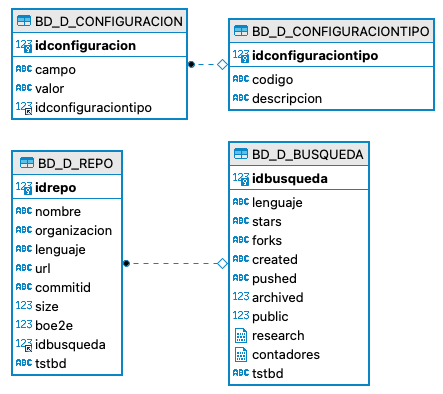 BD_D_CONFIGURACION
123 idconfiguracion
ABC campo
ABC valor
123 idconfiguraciontipo
BD_D_CONFIGURACIONTIPO
123 idconfiguraciontipo
ABC codigo
ABC descripcion
BD_D_REPO
123 idrepo
ABC nombre
ABC organizacion
ABC lenguaje
ABC url
ABC commitid
123 size
123 boe2e
123 idbusqueda
ABC tstbd
BD_D_BUSQUEDA
123 idbusqueda
ABC lenguaje
ABC stars
ABC forks
ABC created
ABC pushed
123 archived
123 public
research
contadores
ABC tstbd